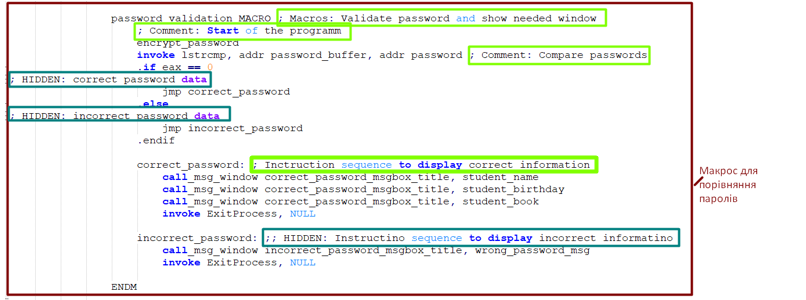 password_validation MACRO ; Macros: Validate password and show needed window
; Comment: Start of the programm
encrypt_password
invoke lstrcmp, addr password_buffer, addr password ; Comment: Compare passwords
.if eax == 0
; HIDDEN: correct password data
jmp correct_password
.else
; HIDDEN: incorrect password data
jmp incorrect_password
.endif
correct_password: ; Inctruction sequence to display correct information
call_msg_window correct_password_msgbox_title, student_name
call_msg_window correct_password_msgbox_title, student_birthday
call_msg_window correct_password_msgbox_title, student_book
invoke ExitProcess, NULL
incorrect_password: ;; HIDDEN: Instructino sequence to display incorrect informatino
call_msg_window incorrect_password_msgbox_title, wrong_password_msg
invoke ExitProcess, NULL
ENDM
Макрос для
порівняння
паролів